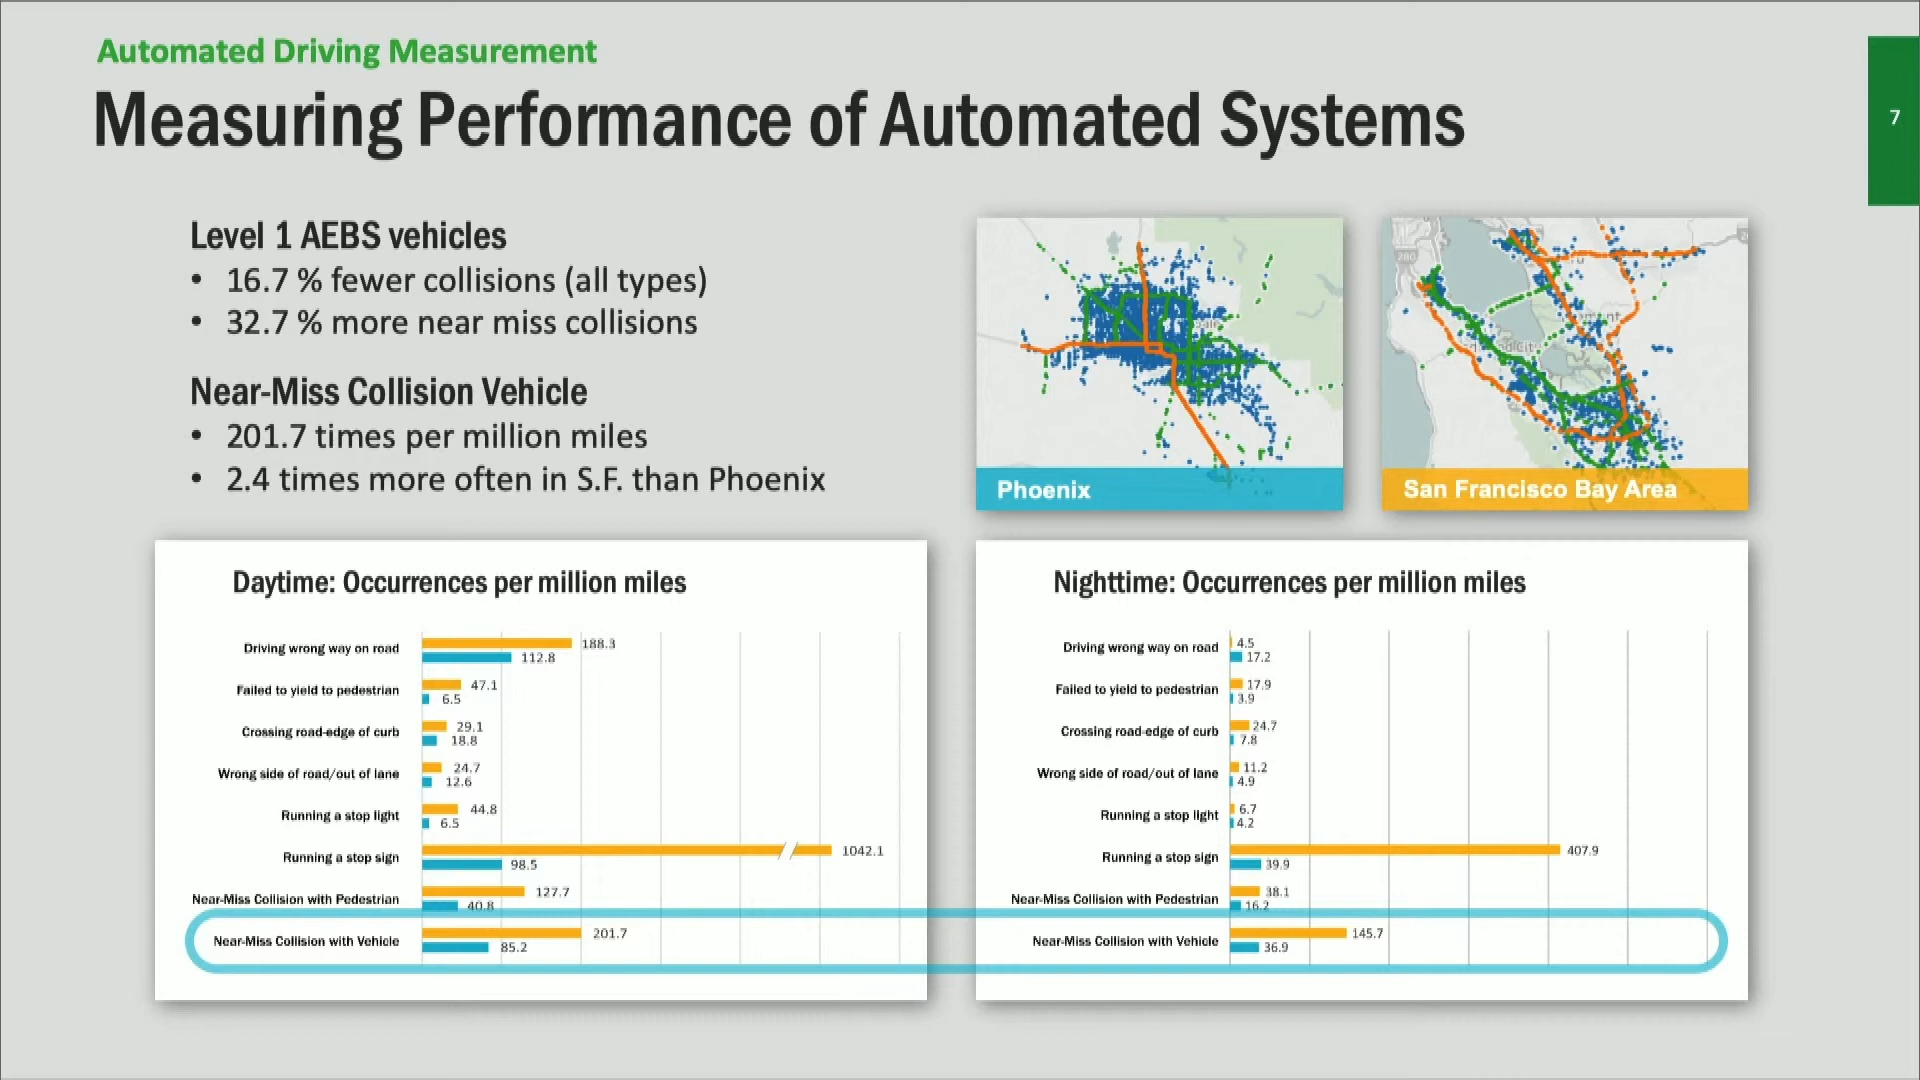 Automated Driving Measurement
Measuring Performance of Automated Systems
7
Level 1 AEBS vehicles
• 16.7 % fewer collisions (all types)
• 32.7 % more near miss collisions
Near-Miss Collision Vehicle
• 201.7 times per million miles
• 2.4 times more often in S.F. than Phoenix
Phoenix
280
San Francisco Bay Area
Daytime: Occurrences per million miles
Driving wrong way on road
188.3
112.8
Failed to yield to pedestrian
47.1
6.5
Crossing road-edge of curb
29.1
18.8
Wrong side of road/out of lane
24.7
12.6
Running a stop light
44.8
6.5
Running a stop sign
1042.1
98.5
Near-Miss Collision with Pedestrian
127.7
40.8
Near-Miss Collision with Vehicle
201.7
85.2
Nighttime: Occurrences per million miles
Driving wrong way on road
4.5
17.2
Failed to yield to pedestrian
17.9
3.9
Crossing road-edge of curb
24.7
7.8
Wrong side of road/out of lane
11.2
4.9
Running a stop light
6.7
4.2
Running a stop sign
407.9
39.9
Near-Miss Collision with Pedestrian
38.1
16.2
Near-Miss Collision with Vehicle
145.7
36.9